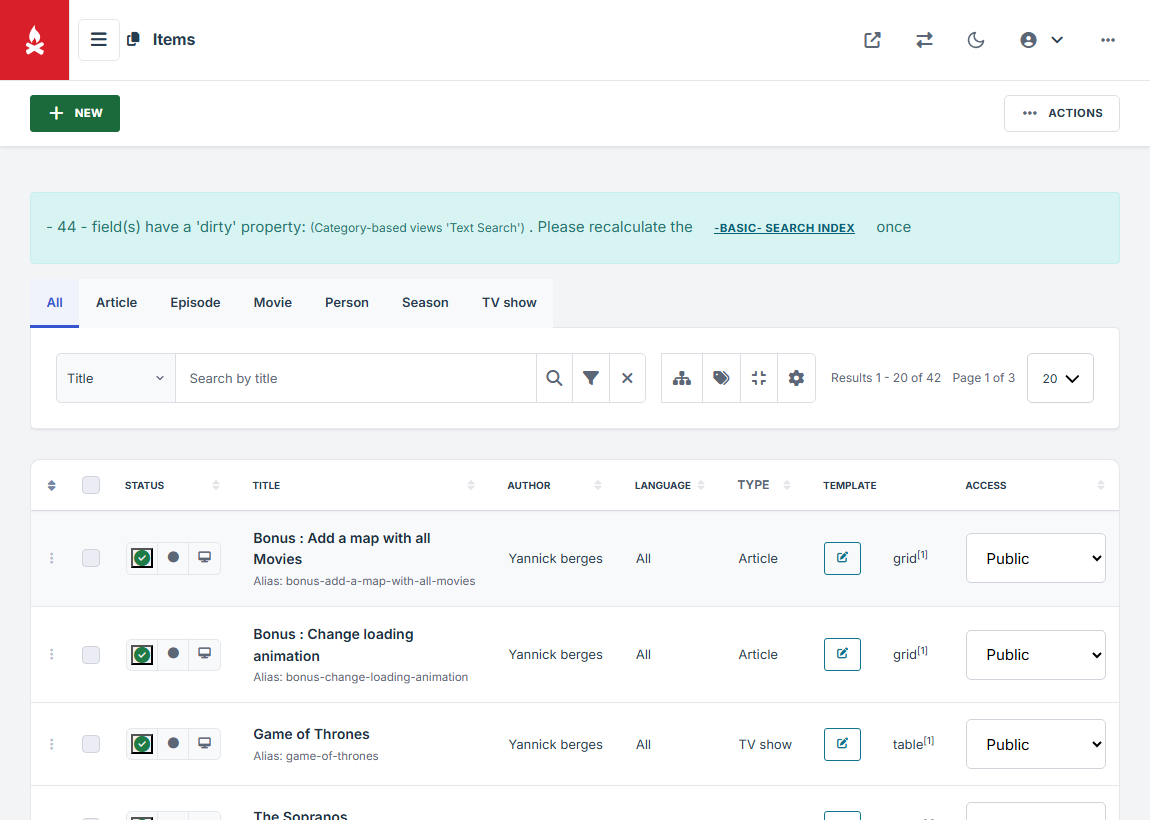 Items
NEW
ACTIONS
- 44 - field(s) have a 'dirty' property: (Category-based views 'Text Search') . Please recalculate the -BASIC- SEARCH INDEX once
All Article Episode Movie Person Season TV show
Title Search by title Results 1 - 20 of 42 Page 1 of 3 20
STATUS TITLE AUTHOR LANGUAGE TYPE TEMPLATE ACCESS
Bonus : Add a map with all
Movies
Alias: bonus-add-a-map-with-all-movies
Yannick berges All Article grid[1] Public
Bonus : Change loading
animation
Alias: bonus-change-loading-animation
Yannick berges All Article grid[1] Public
Game of Thrones
Alias: game-of-thrones
Yannick berges All TV show table[1] Public
The Sopranos